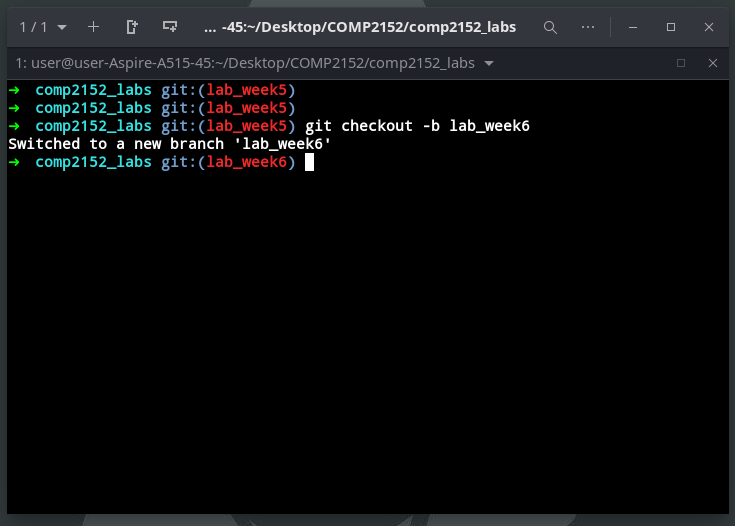 1 / 1
... -45:~/Desktop/COMP2152/comp2152_labs
1: user@user-Aspire-A515-45:~/Desktop/COMP2152/comp2152_labs
➜ comp2152_labs git:(lab_week5)
➜ comp2152_labs git:(lab_week5)
➜ comp2152_labs git:(lab_week5) git checkout -b lab_week6
Switched to a new branch 'lab_week6'
➜ comp2152_labs git:(lab_week6)